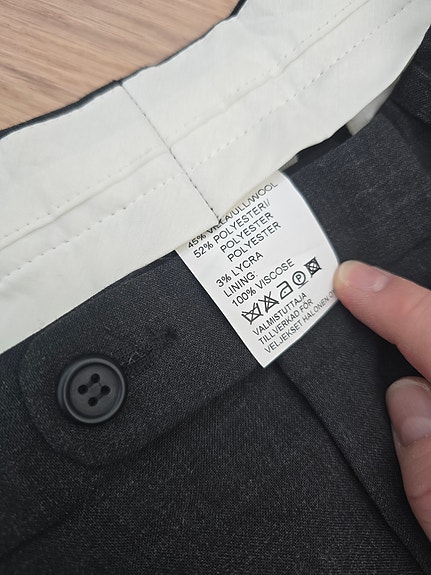 45% VILLA/ULL/WOOL
52% POLYESTERI/
POLYESTER
POLYESTER
3% LYCRA
LINING:
100% VISCOSE
P
VALMISTUTTAJA
TILLVERKAD FÖR
VELJEKSET HALONEN